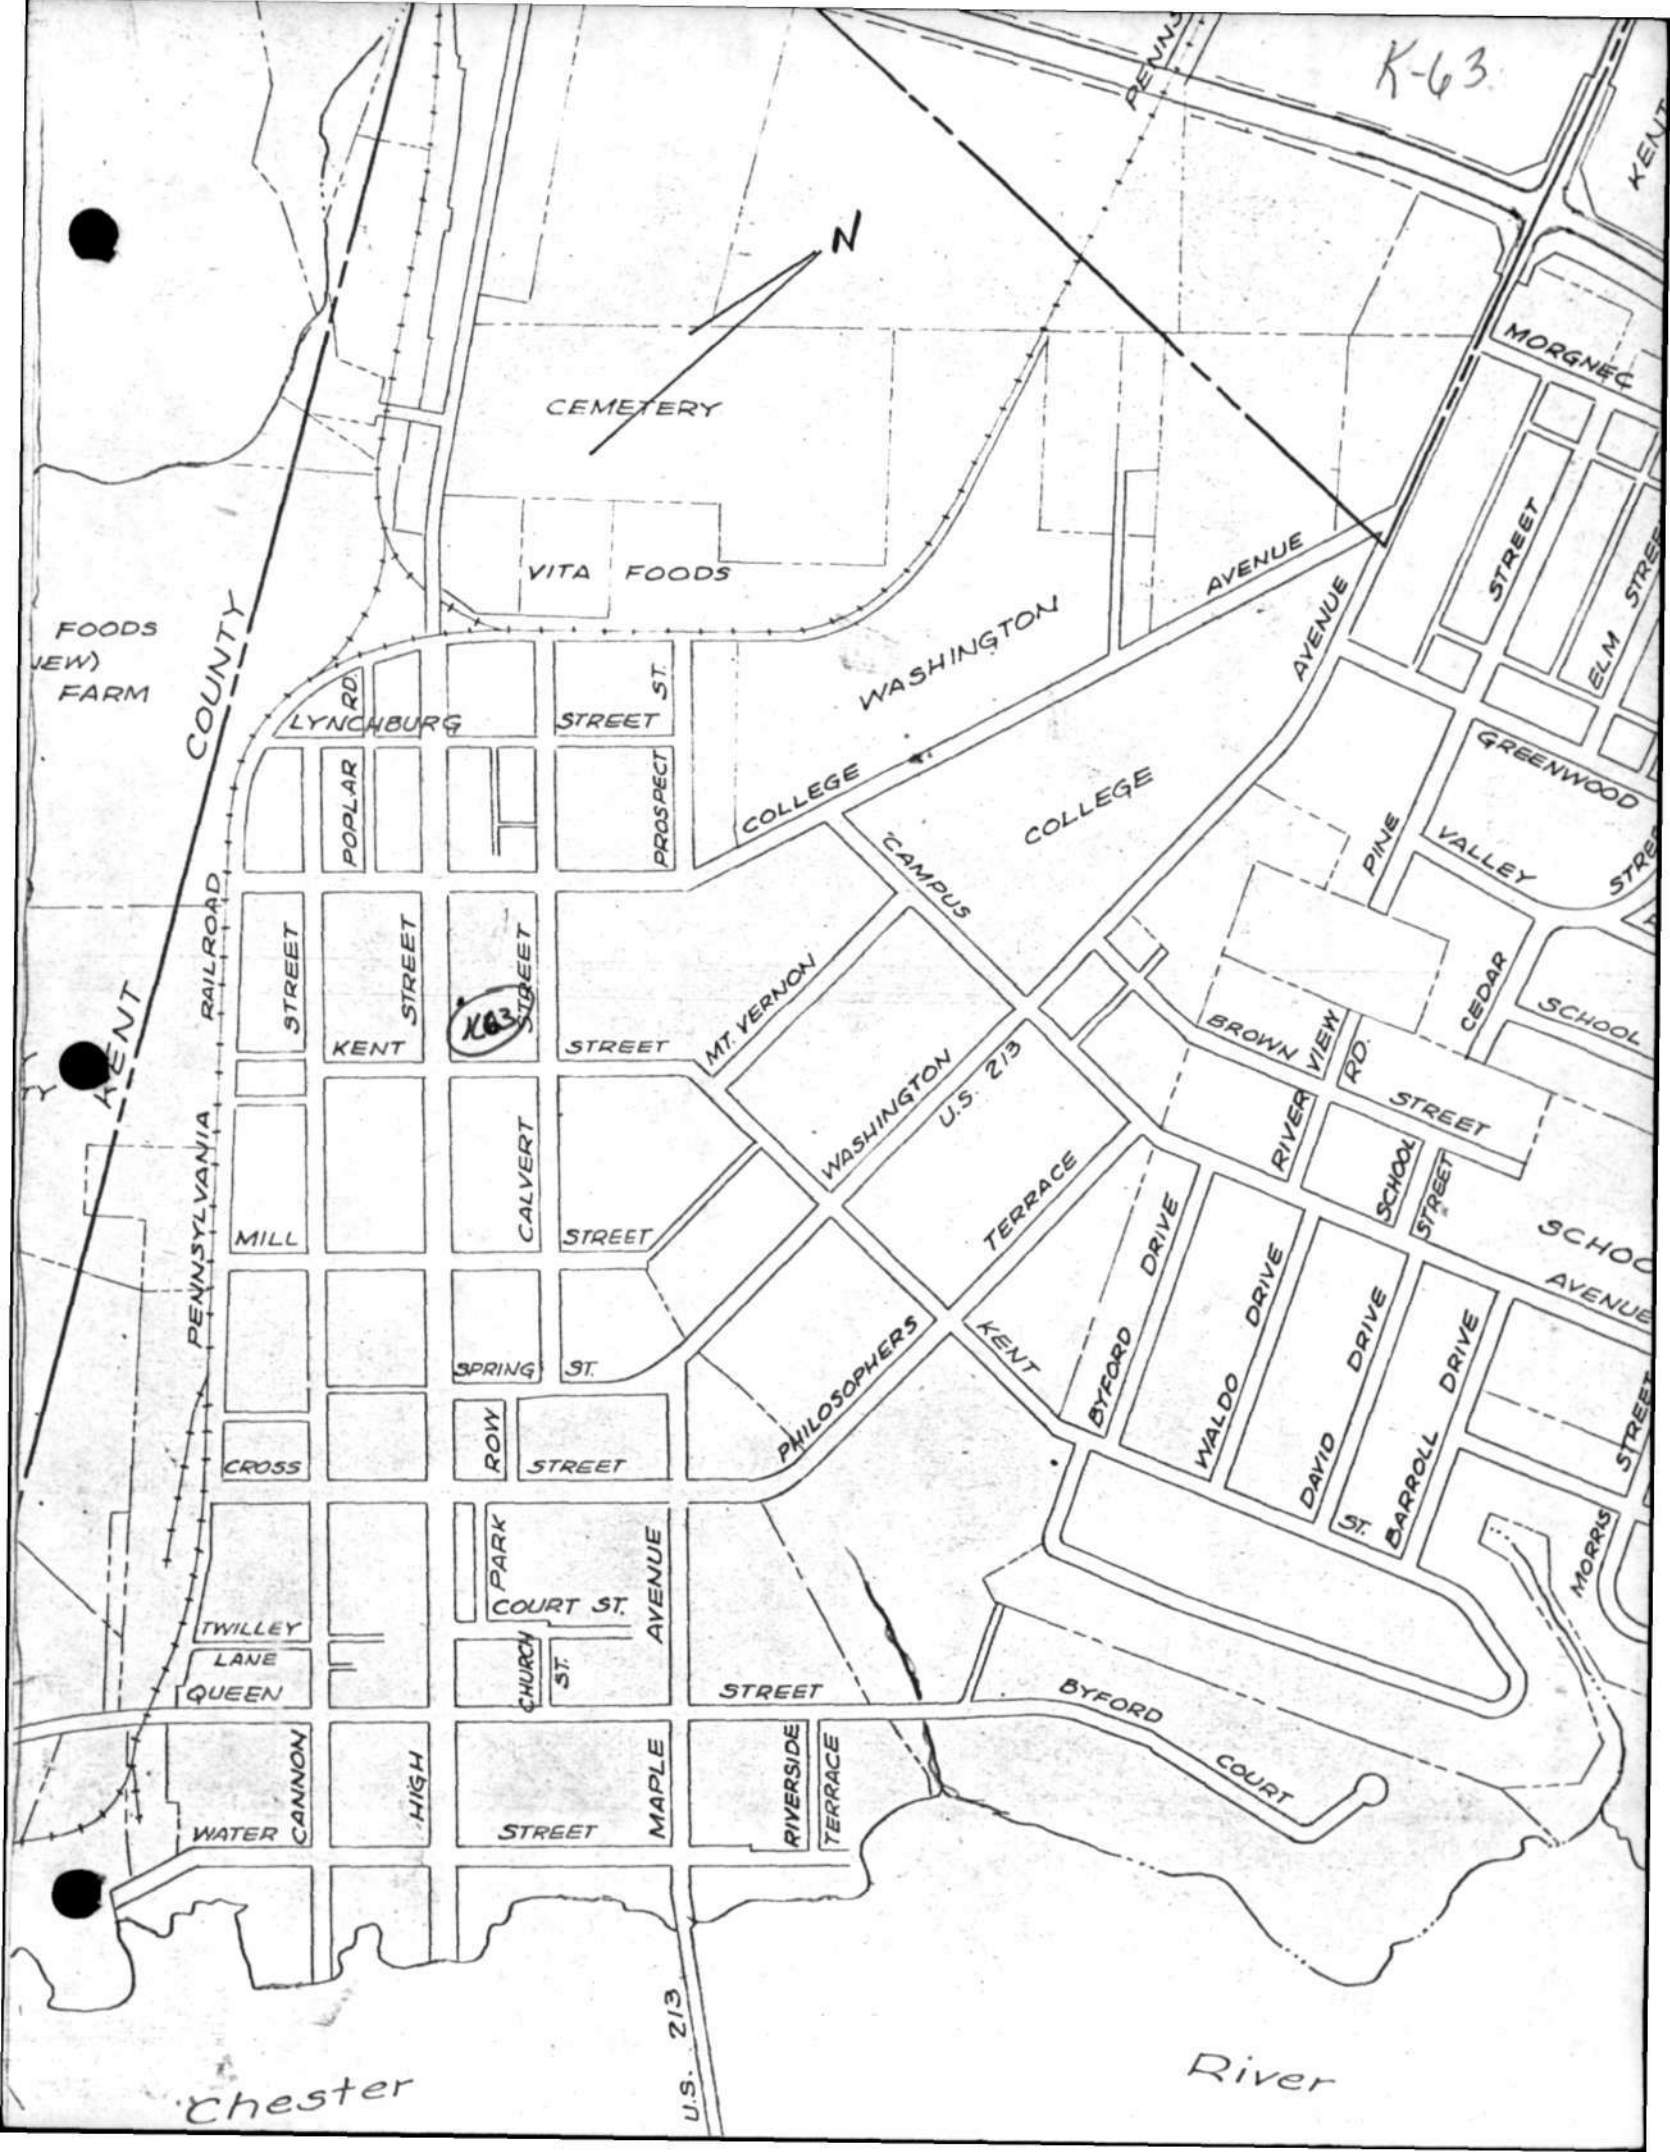 K-63
PENNS
KENT
N
MORGNEC
CEMETERY
STREET
STREE
ELM
VITA FOODS
AVENUE
AVENUE
WASHINGTON
FOODS
IEW)
FARM
COUNTY
KENT
LYNCHBURG STREET
RD.
POPLAR
ST.
PROSPECT
COLLEGE
COLLEGE
CAMPUS
GREENWOOD
PINE
VALLEY
STREE
CEDAR
SCHOOL
RAILROAD
PENNSYLVANIA
STREET
STREET
STREET
K63
KENT STREET
MT. VERNON
WASHINGTON
U.S. 213
BROWN
STREET
RIVER VIEW
RD.
SCHOOL
STREET
SCHOO
AVENUE
CALVERT
MILL STREET
TERRACE
PHILOSOPHERS
KENT
ST.
BYFORD DRIVE
WALDO DRIVE
DAVID DRIVE
BARROLL DRIVE
STREET
MORRIS
SPRING ST.
ROW
PARK
CROSS STREET
COURT ST.
AVENUE
MAPLE
TWILLEY
LANE
CHURCH
ST.
QUEEN STREET
BYFORD
COURT
CANNON
HIGH
RIVERSIDE
TERRACE
WATER STREET
U.S. 213
Chester River